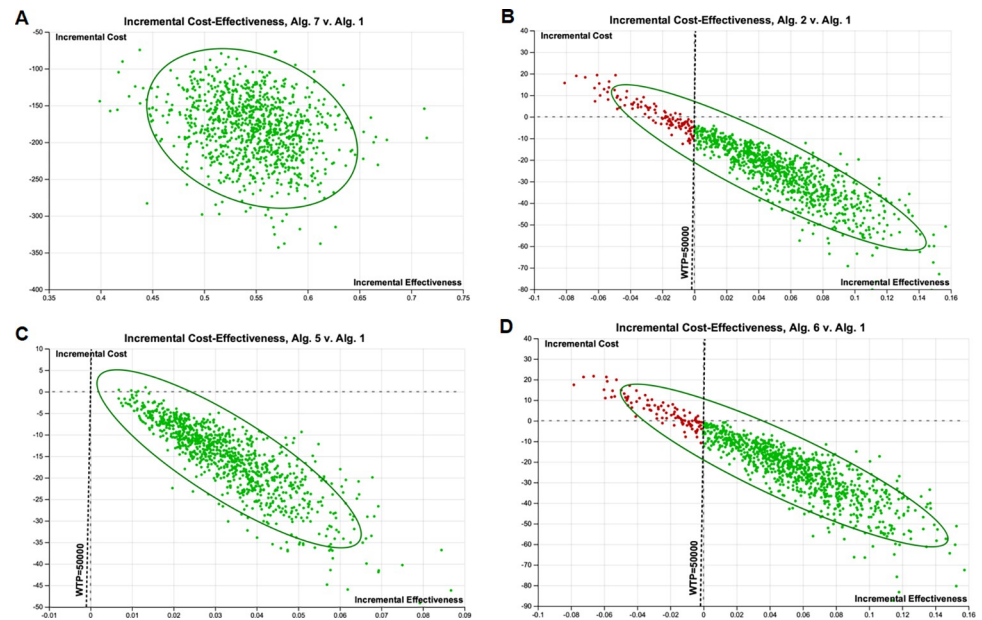 A
Incremental Cost-Effectiveness, Alg. 7 v. Alg. 1
Incremental Cost
-50
-100
-150
-200
-250
-300
-350
-400
Incremental Effectiveness
0.35 0.4 0.45 0.5 0.55 0.6 0.65 0.7 0.75
B
Incremental Cost-Effectiveness, Alg. 2 v. Alg. 1
Incremental Cost
40
30
20
10
0
-10
-20
-30
-40
-50
-60
-70
-80
WTP=50000
Incremental Effectiveness
-0.1 -0.08 -0.06 -0.04 -0.02 0 0.02 0.04 0.06 0.08 0.1 0.12 0.14 0.16
C
Incremental Cost-Effectiveness, Alg. 5 v. Alg. 1
Incremental Cost
10
5
0
-5
-10
-15
-20
-25
-30
-35
-40
-45
-50
WTP=50000
Incremental Effectiveness
-0.01 0 0.01 0.02 0.03 0.04 0.05 0.06 0.07 0.08 0.09
D
Incremental Cost-Effectiveness, Alg. 6 v. Alg. 1
Incremental Cost
40
30
20
10
0
-10
-20
-30
-40
-50
-60
-70
-80
-90
WTP=50000
Incremental Effectiveness
-0.1 -0.08 -0.06 -0.04 -0.02 0 0.02 0.04 0.06 0.08 0.1 0.12 0.14 0.16